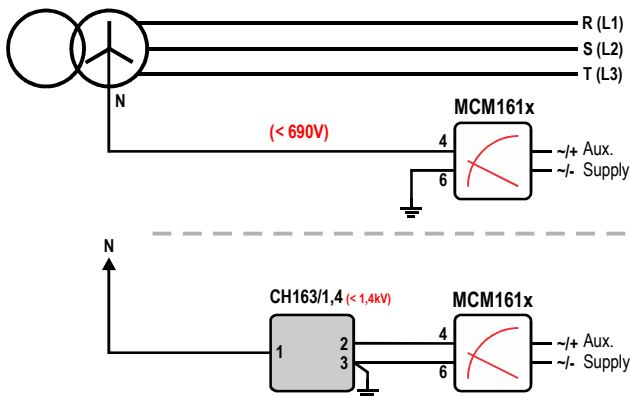 R (L1)
S (L2)
T (L3)
N
MCM161x
(< 690V)
4
~/+ Aux.
6
~/- Supply
N
CH163/1,4 (< 1,4kV)
MCM161x
1
2
3
4
~/+ Aux.
6
~/- Supply